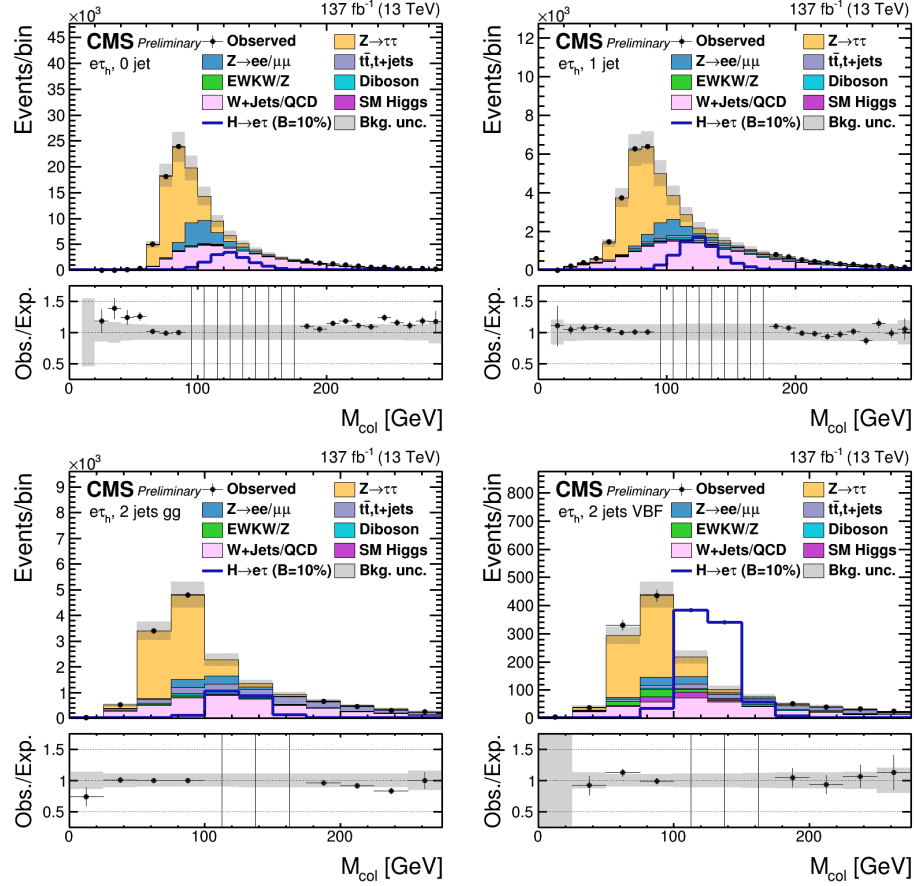 ×10³ 137 fb⁻¹ (13 TeV)
CMS Preliminary
eτₕ, 0 jet
Observed Z→ττ
Z→ee/μμ tt̄,t+jets
EWKW/Z Diboson
W+Jets/QCD SM Higgs
H→eτ (B=10%) Bkg. unc.
Events/bin
45
40
35
30
25
20
15
10
5
0
Obs./Exp.
1.5
1
0.5
0 100 200
M_col [GeV]
×10³ 137 fb⁻¹ (13 TeV)
CMS Preliminary
eτₕ, 1 jet
Observed Z→ττ
Z→ee/μμ tt̄,t+jets
EWKW/Z Diboson
W+Jets/QCD SM Higgs
H→eτ (B=10%) Bkg. unc.
Events/bin
12
10
8
6
4
2
0
Obs./Exp.
1.5
1
0.5
0 100 200
M_col [GeV]
×10³ 137 fb⁻¹ (13 TeV)
CMS Preliminary
eτₕ, 2 jets gg
Observed Z→ττ
Z→ee/μμ tt̄,t+jets
EWKW/Z Diboson
W+Jets/QCD SM Higgs
H→eτ (B=10%) Bkg. unc.
Events/bin
9
8
7
6
5
4
3
2
1
0
Obs./Exp.
1.5
1
0.5
0 100 200
M_col [GeV]
137 fb⁻¹ (13 TeV)
CMS Preliminary
eτₕ, 2 jets VBF
Observed Z→ττ
Z→ee/μμ tt̄,t+jets
EWKW/Z Diboson
W+Jets/QCD SM Higgs
H→eτ (B=10%) Bkg. unc.
Events/bin
800
700
600
500
400
300
200
100
0
Obs./Exp.
1.5
1
0.5
0 100 200
M_col [GeV]